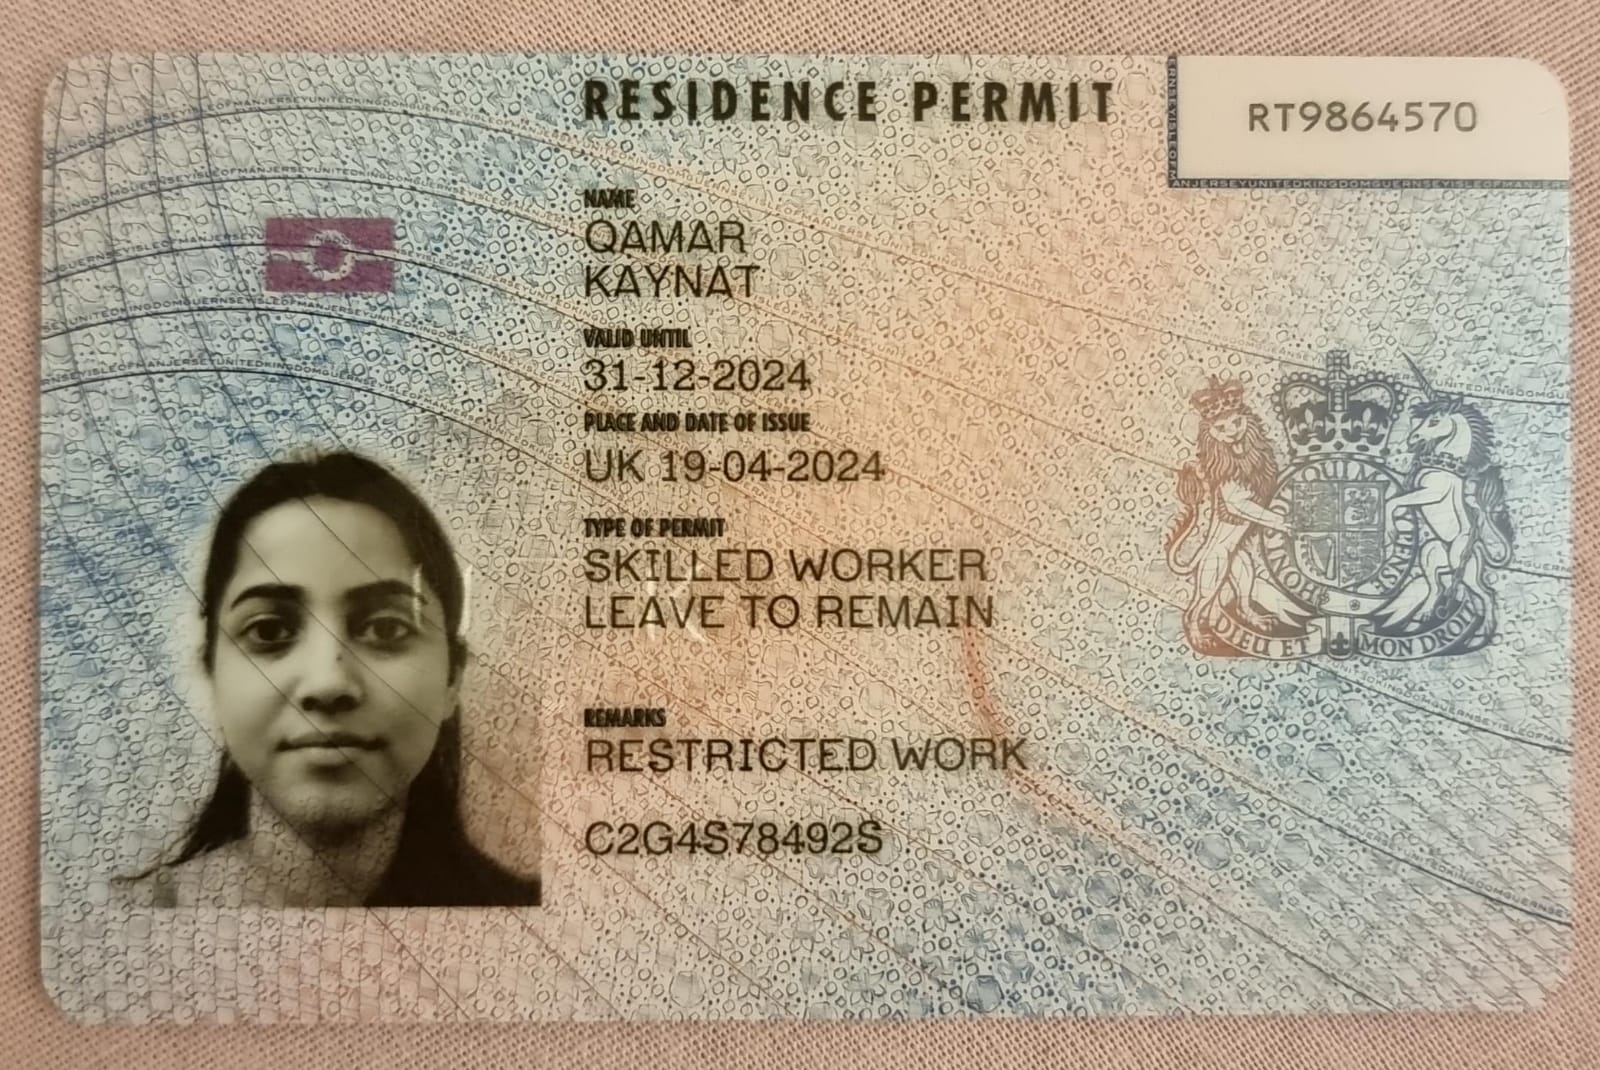 RESIDENCE PERMIT
RT9864570
NAME
QAMAR
KAYNAT
VALID UNTIL
31-12-2024
PLACE AND DATE OF ISSUE
UK 19-04-2024
TYPE OF PERMIT
SKILLED WORKER
LEAVE TO REMAIN
REMARKS
RESTRICTED WORK
C2G4S78492S
HONI SOIT QUI MAL Y PENSE
DIEU ET MON DROIT